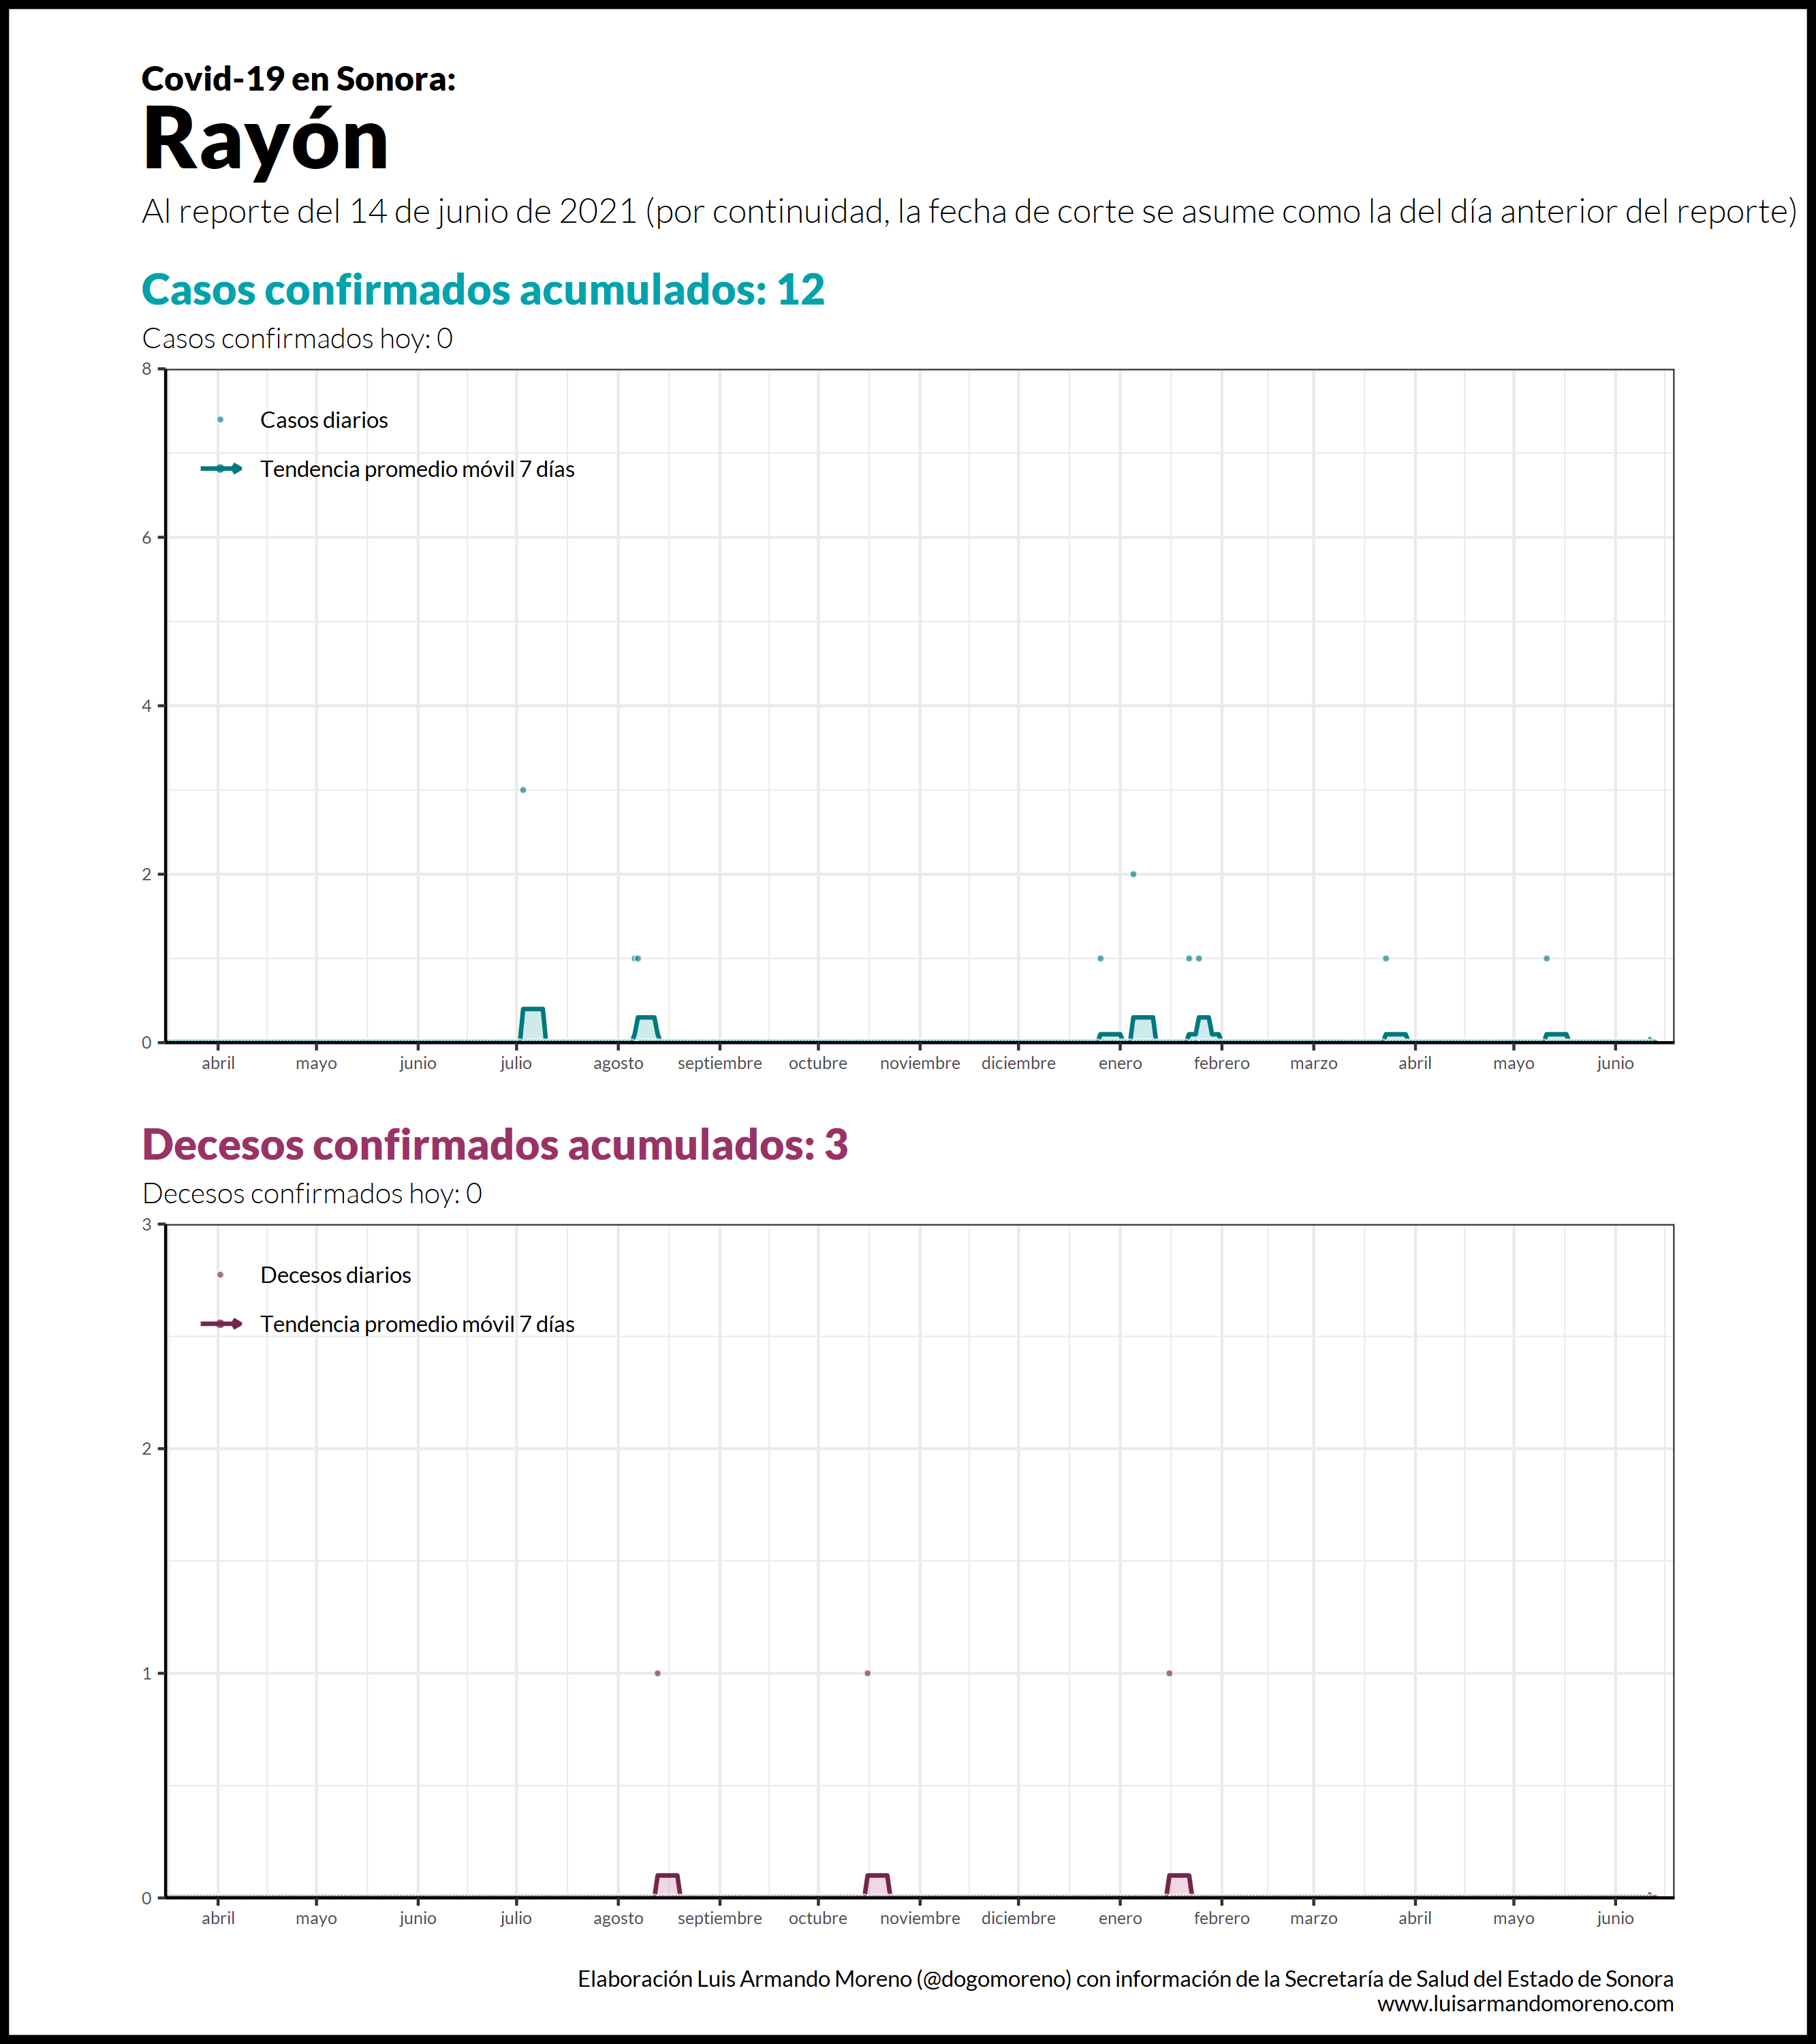 Covid-19 en Sonora:
Rayón
Al reporte del 14 de junio de 2021 (por continuidad, la fecha de corte se asume como la del día anterior del reporte)
Casos confirmados acumulados: 12
Casos confirmados hoy: 0
8
Casos diarios
Tendencia promedio móvil 7 días
6
4
2
0
abril mayo junio julio agosto septiembre octubre noviembre diciembre enero febrero marzo abril mayo junio
Decesos confirmados acumulados: 3
Decesos confirmados hoy: 0
3
Decesos diarios
Tendencia promedio móvil 7 días
2
1
0
abril mayo junio julio agosto septiembre octubre noviembre diciembre enero febrero marzo abril mayo junio
Elaboración Luis Armando Moreno (@dogomoreno) con información de la Secretaría de Salud del Estado de Sonora
www.luisarmandomoreno.com